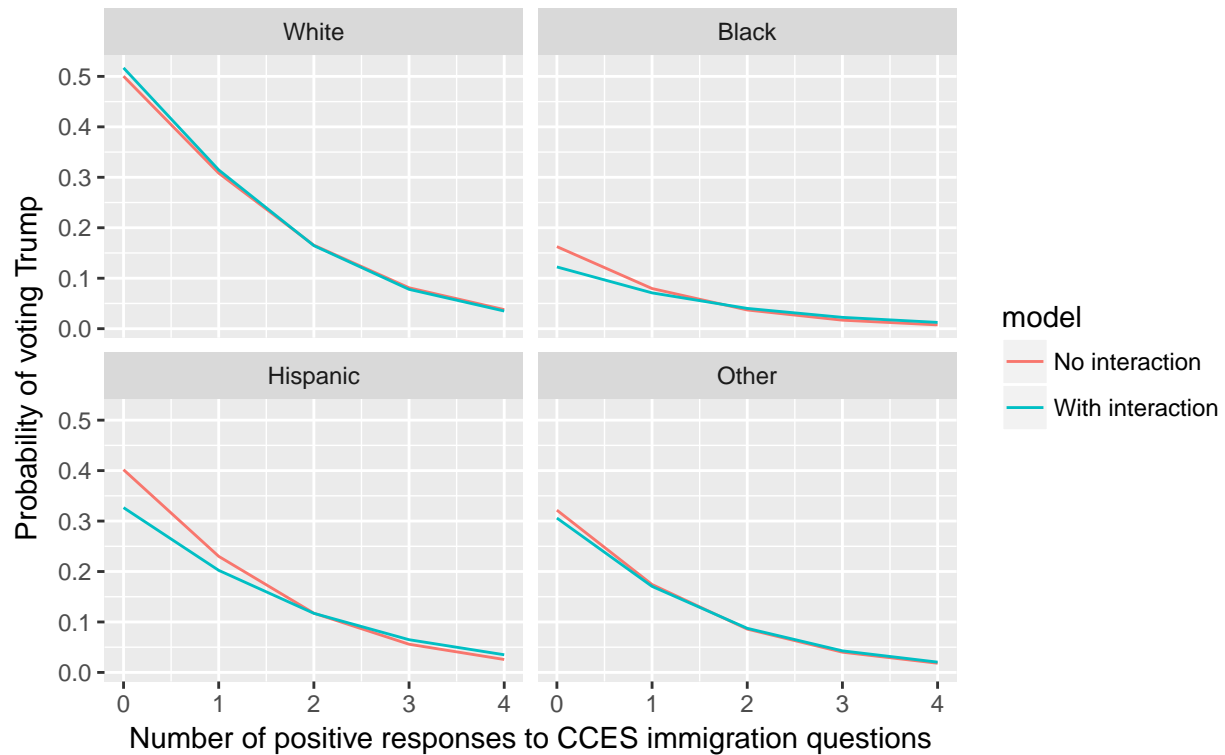 White
Black
0.5
0.4
0.3
0.2
0.1
0.0
Hispanic
Other
0.5
0.4
0.3
0.2
0.1
0.0
0 1 2 3 4
0 1 2 3 4
Number of positive responses to CCES immigration questions
Probability of voting Trump
model
No interaction
With interaction